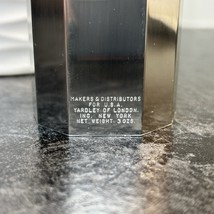 MAKERS & DISTRIBUTORS
FOR U.S.A.
YARDLEY OF LONDON,
INC. NEW YORK
NET WEIGHT 3 OZS.